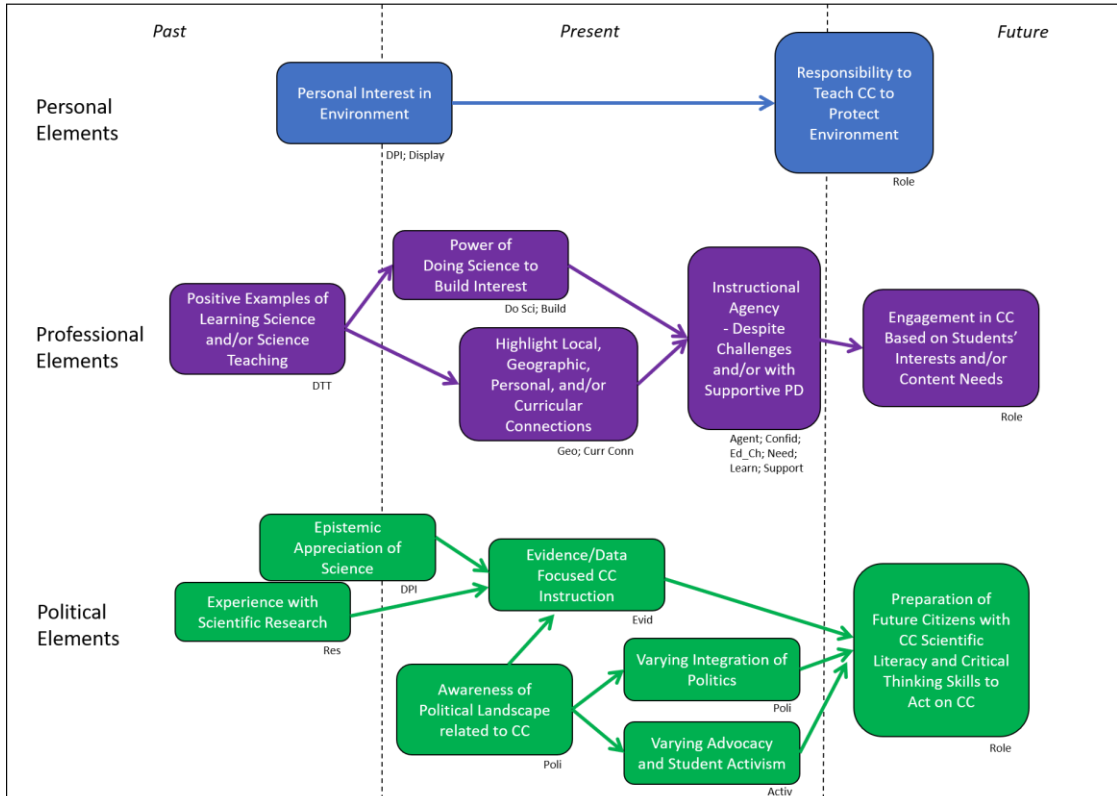 Past
Present
Future
Personal
Elements
Personal Interest in
Environment
DPI; Display
Responsibility to
Teach CC to
Protect
Environment
Role
Professional
Elements
Positive Examples of
Learning Science
and/or Science
Teaching
DTT
Power of
Doing Science to
Build Interest
Do Sci; Build
Highlight Local,
Geographic,
Personal, and/or
Curricular
Connections
Geo; Curr Conn
Instructional
Agency
- Despite
Challenges
and/or with
Supportive PD
Agent; Confid;
Ed_Ch; Need;
Learn; Support
Engagement in CC
Based on Students’
Interests and/or
Content Needs
Role
Political
Elements
Epistemic
Appreciation of
Science
DPI
Experience with
Scientific Research
Res
Evidence/Data
Focused CC
Instruction
Evid
Awareness of
Political Landscape
related to CC
Poli
Varying Integration of
Politics
Poli
Varying Advocacy
and Student Activism
Activ
Preparation of
Future Citizens with
CC Scientific
Literacy and Critical
Thinking Skills to
Act on CC
Role